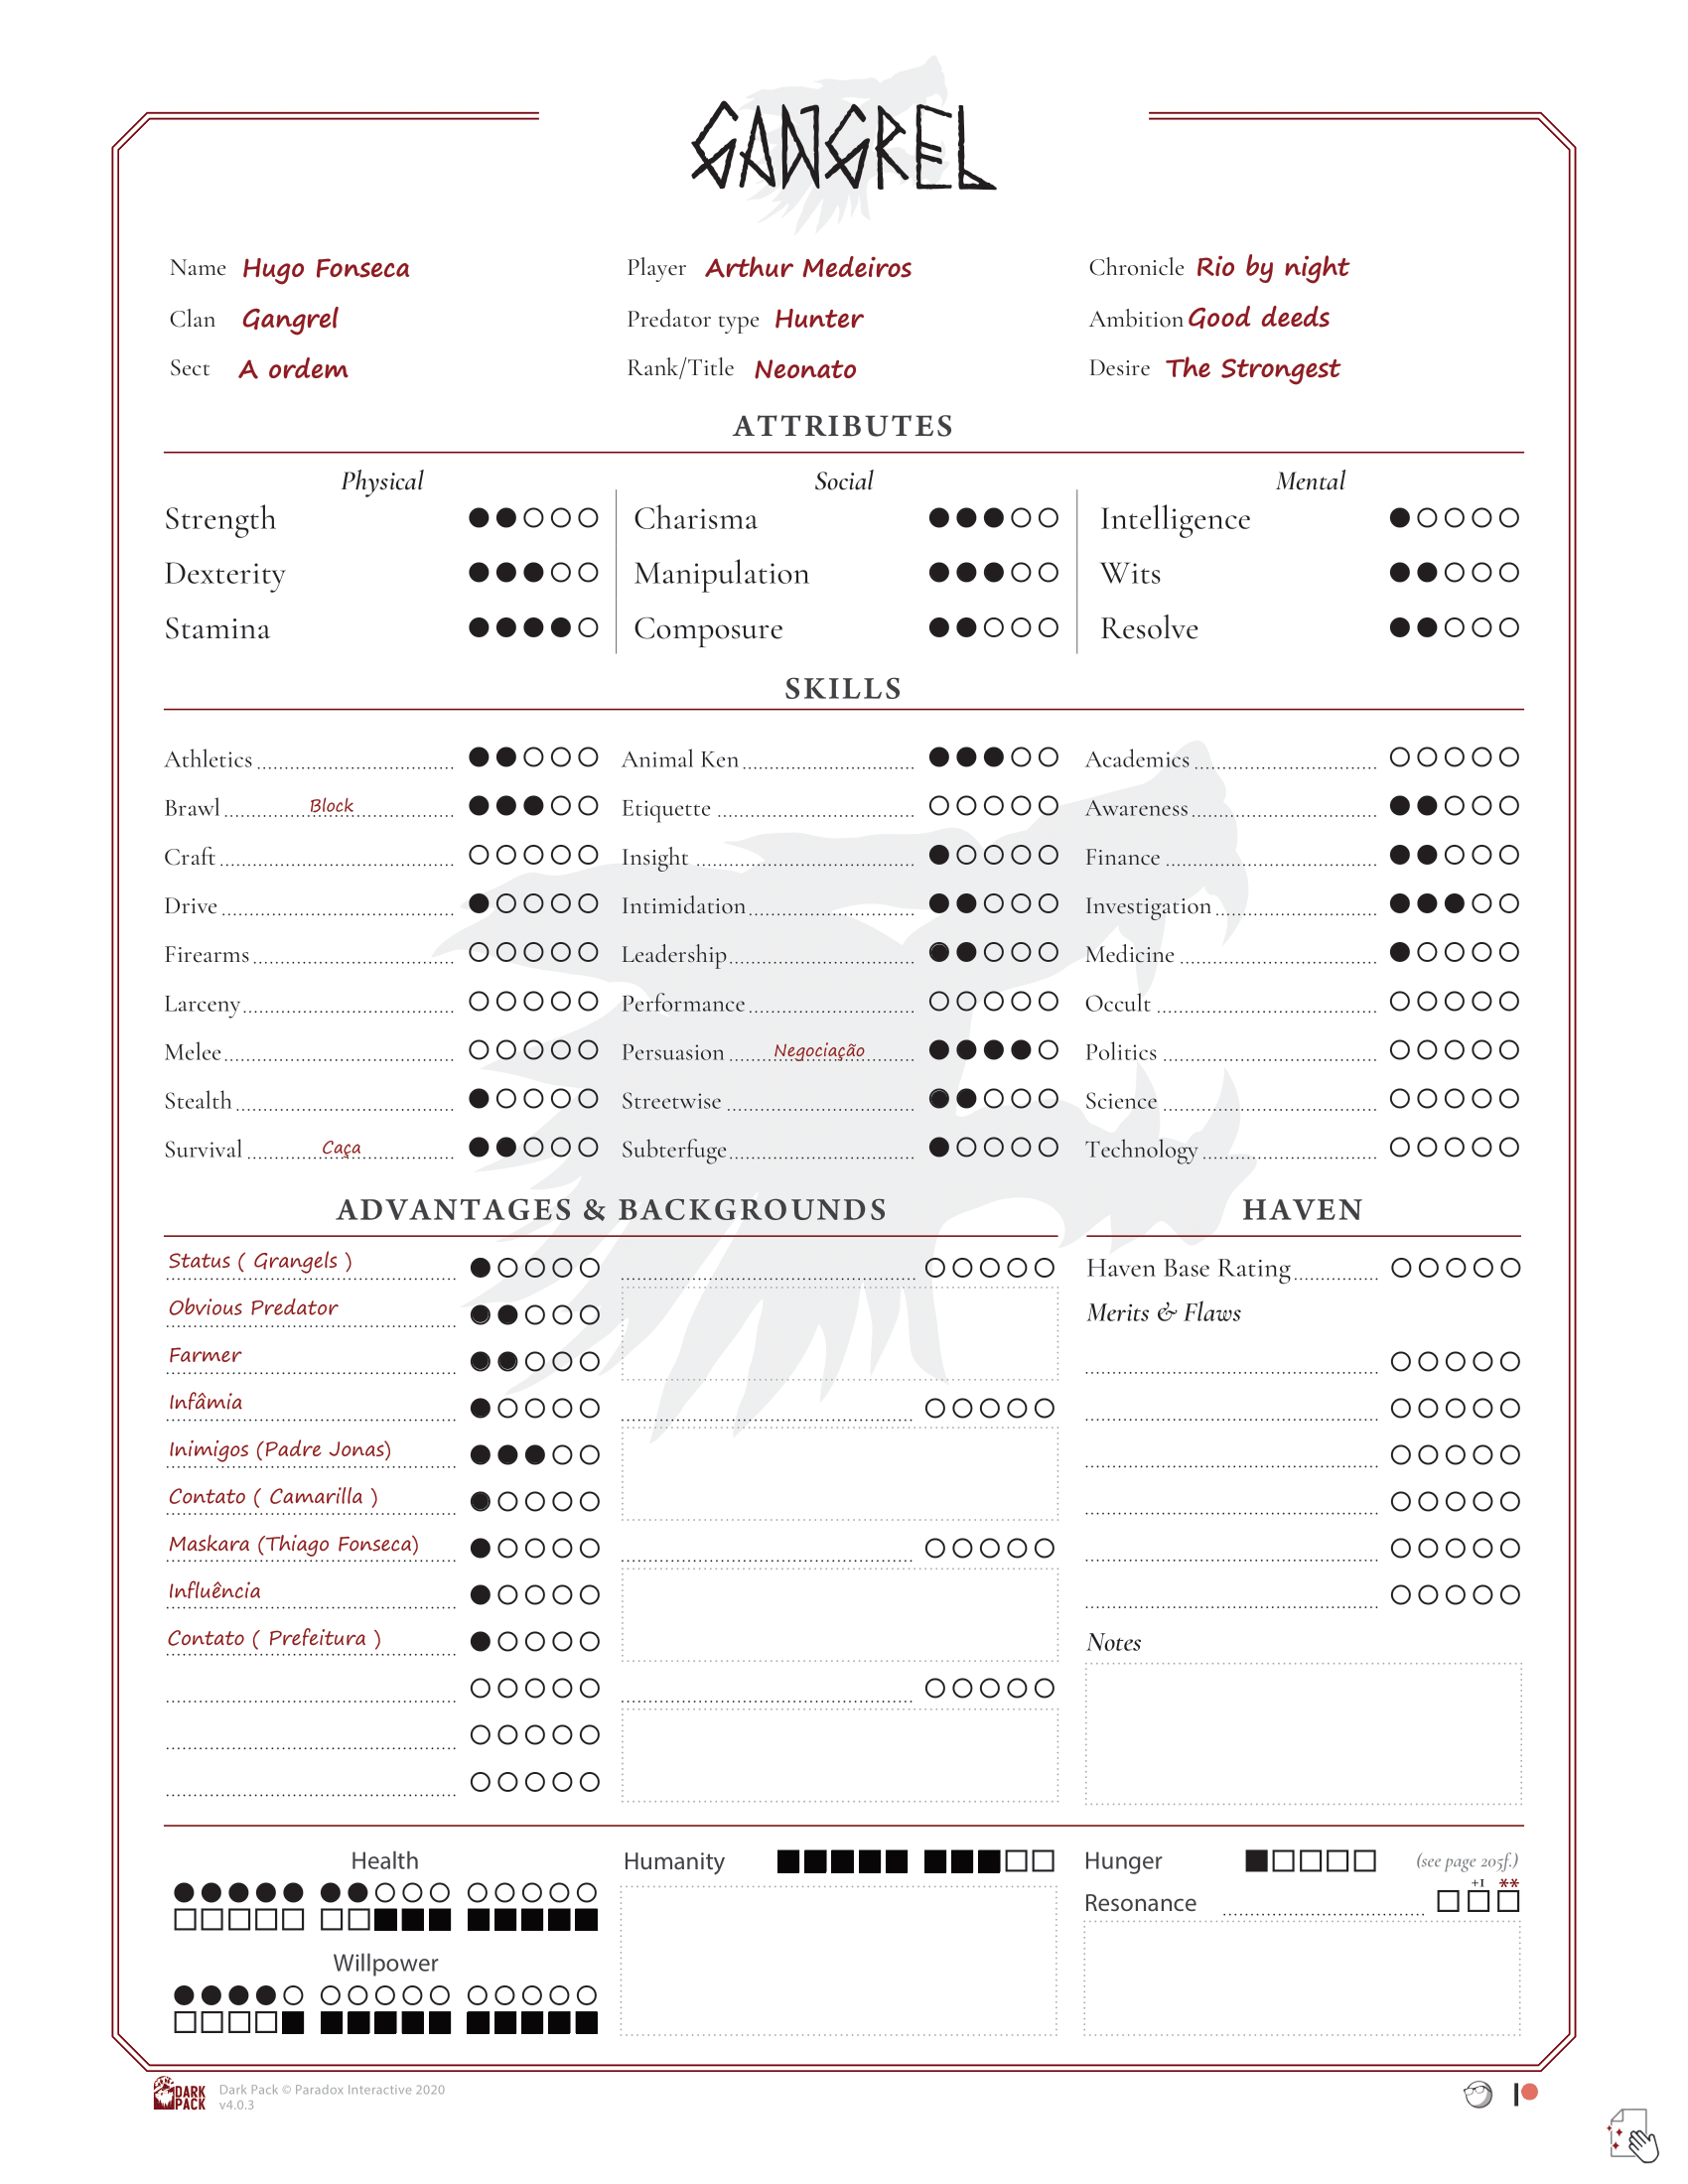 GANGREL
Name Hugo Fonseca Player Arthur Medeiros Chronicle Rio by night
Clan Gangrel Predator type Hunter Ambition Good deeds
Sect A ordem Rank/Title Neonato Desire The Strongest
ATTRIBUTES
Physical Social Mental
Strength Charisma Intelligence
Dexterity Manipulation Wits
Stamina Composure Resolve
SKILLS
Athletics Animal Ken Academics
Brawl Block Etiquette Awareness
Craft Insight Finance
Drive Intimidation Investigation
Firearms Leadership Medicine
Larceny Performance Occult
Melee Persuasion Negociação Politics
Stealth Streetwise Science
Survival Caça Subterfuge Technology
ADVANTAGES & BACKGROUNDS HAVEN
Status ( Grangels ) Haven Base Rating
Obvious Predator Merits & Flaws
Farmer
Infâmia
Inimigos (Padre Jonas)
Contato ( Camarilla )
Maskara (Thiago Fonseca)
Influência
Contato ( Prefeitura ) Notes
Health Humanity Hunger (see page 205f.)
+1 **
Resonance
Willpower
DARK PACK
Dark Pack © Paradox Interactive 2020
v4.0.3